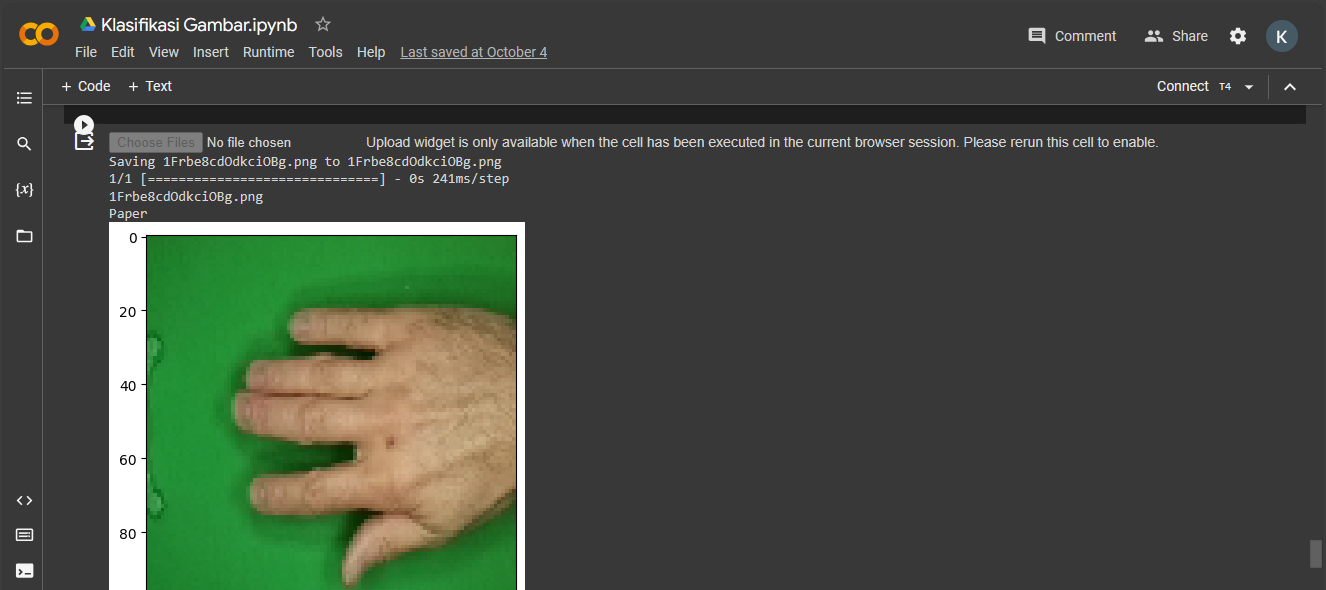 Klasifikasi Gambar.ipynb
File Edit View Insert Runtime Tools Help Last saved at October 4
Comment Share K
+ Code + Text
Connect T4
{x}
Choose Files No file chosen Upload widget is only available when the cell has been executed in the current browser session. Please rerun this cell to enable.
Saving 1Frbe8cdOdkciOBg.png to 1Frbe8cdOdkciOBg.png
1/1 [==============================] - 0s 241ms/step
1Frbe8cdOdkciOBg.png
Paper
0
20
40
60
80